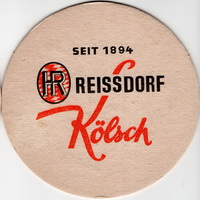 SEIT 1894
HR REISSDORF
Kölsch